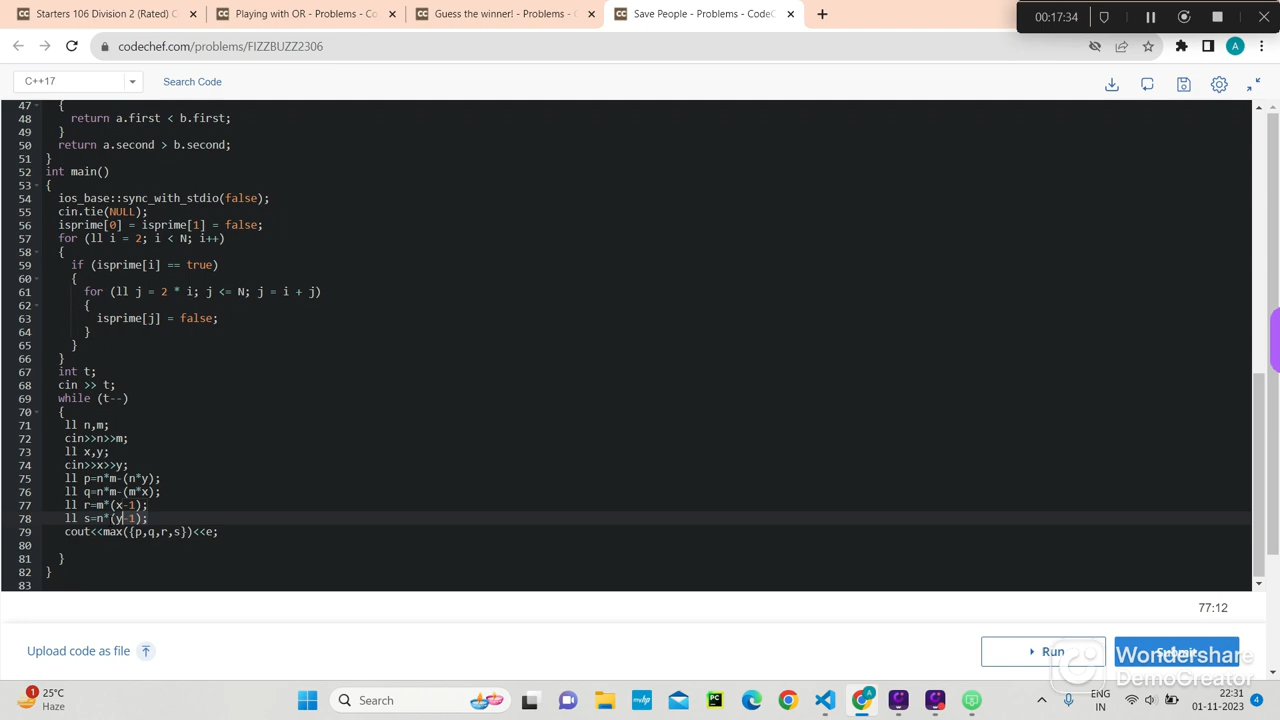 Starters 106 Division 2 (Rated) C
Playing with OR - Problems - Co
Guess the winner! - Problems - C
Save People - Problems - CodeC
00:17:34
codechef.com/problems/FIZZBUZZ2306
A
C++17
Search Code
47 {
48 return a.first < b.first;
49 }
50 return a.second > b.second;
51 }
52 int main()
53 {
54 ios_base::sync_with_stdio(false);
55 cin.tie(NULL);
56 isprime[0] = isprime[1] = false;
57 for (ll i = 2; i < N; i++)
58 {
59 if (isprime[i] == true)
60 {
61 for (ll j = 2 * i; j <= N; j = i + j)
62 {
63 isprime[j] = false;
64 }
65 }
66 }
67 int t;
68 cin >> t;
69 while (t--)
70 {
71 ll n,m;
72 cin>>n>>m;
73 ll x,y;
74 cin>>x>>y;
75 ll p=n*m-(n*y);
76 ll q=n*m-(m*x);
77 ll r=m*(x-1);
78 ll s=n*(y-1);
79 cout<<max({p,q,r,s})<<e;
80
81 }
82 }
83
77:12
Upload code as file
Run
Submit
Wondershare
DemoCreator
1
25°C
Haze
Search
PC
A
ENG
IN
22:31
01-11-2023
4